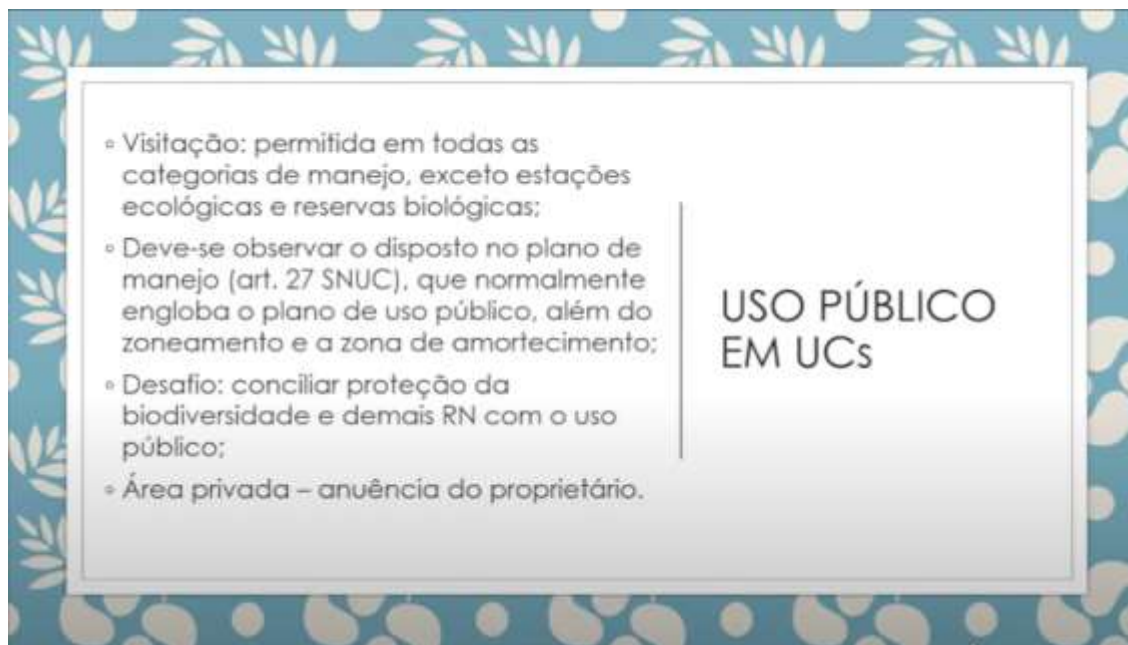 Visitação: permitida em todas as
categorias de manejo, exceto estações
ecológicas e reservas biológicas;
Deve-se observar o disposto no plano de
manejo (art. 27 SNUC), que normalmente
engloba o plano de uso público, além do
zoneamento e a zona de amortecimento;
Desafio: conciliar proteção da
biodiversidade e demais RN com o uso
público;
Área privada – anuência do proprietário.
USO PÚBLICO
EM UCs